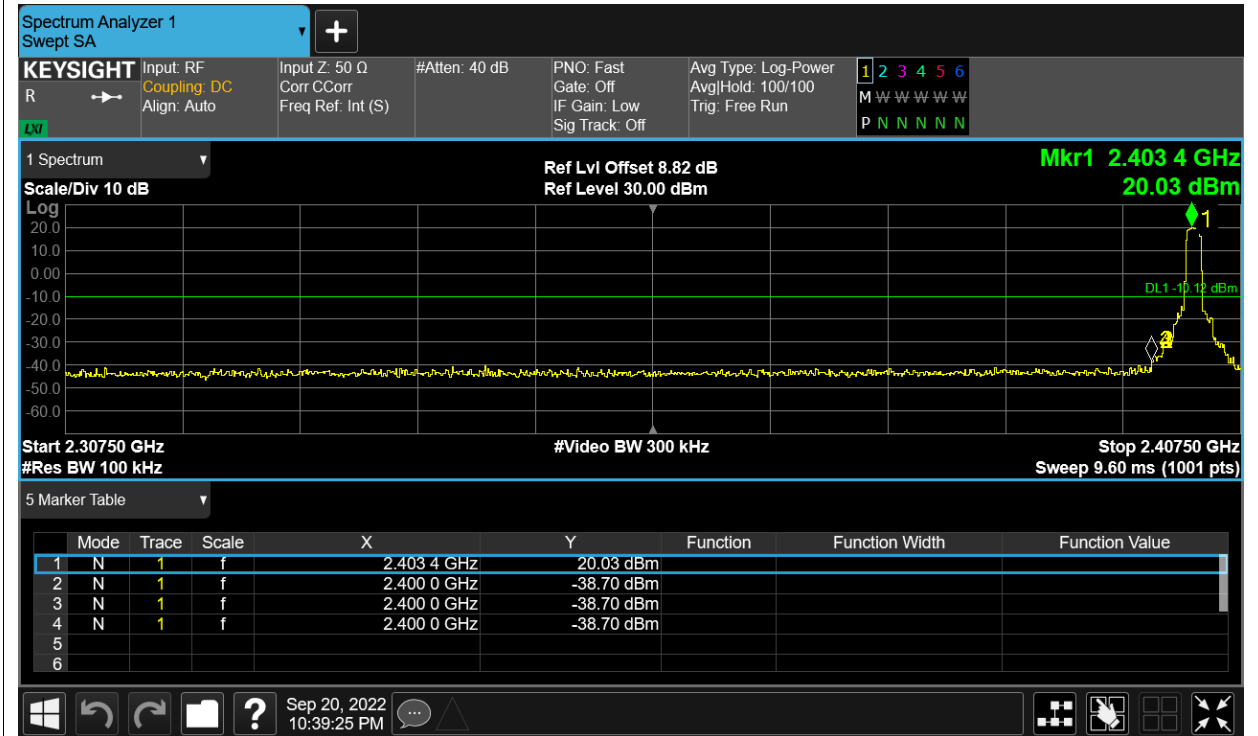 Spectrum Analyzer 1
Swept SA
KEYSIGHT Input: RF Input Z: 50 Ω #Atten: 40 dB PNO: Fast Avg Type: Log-Power 1 2 3 4 5 6
R Coupling: DC Corr CCorr Gate: Off Avg|Hold: 100/100 M W W W W W W
Align: Auto Freq Ref: Int (S) IF Gain: Low Trig: Free Run
LXI Sig Track: Off P N N N N N N
1 Spectrum Ref Lvl Offset 8.82 dB Mkr1 2.403 4 GHz
Scale/Div 10 dB Ref Level 30.00 dBm 20.03 dBm
Log
1
20.0
10.0
0.00
DL1 -10.12 dBm
-10.0
-20.0
-30.0
-40.0
-50.0
-60.0
Start 2.30750 GHz #Video BW 300 kHz Stop 2.40750 GHz
#Res BW 100 kHz Sweep 9.60 ms (1001 pts)
5 Marker Table
Mode Trace Scale X Y Function Function Width Function Value
1 N 1 f 2.403 4 GHz 20.03 dBm
2 N 1 f 2.400 0 GHz -38.70 dBm
3 N 1 f 2.400 0 GHz -38.70 dBm
4 N 1 f 2.400 0 GHz -38.70 dBm
5
6
? Sep 20, 2022
10:39:25 PM